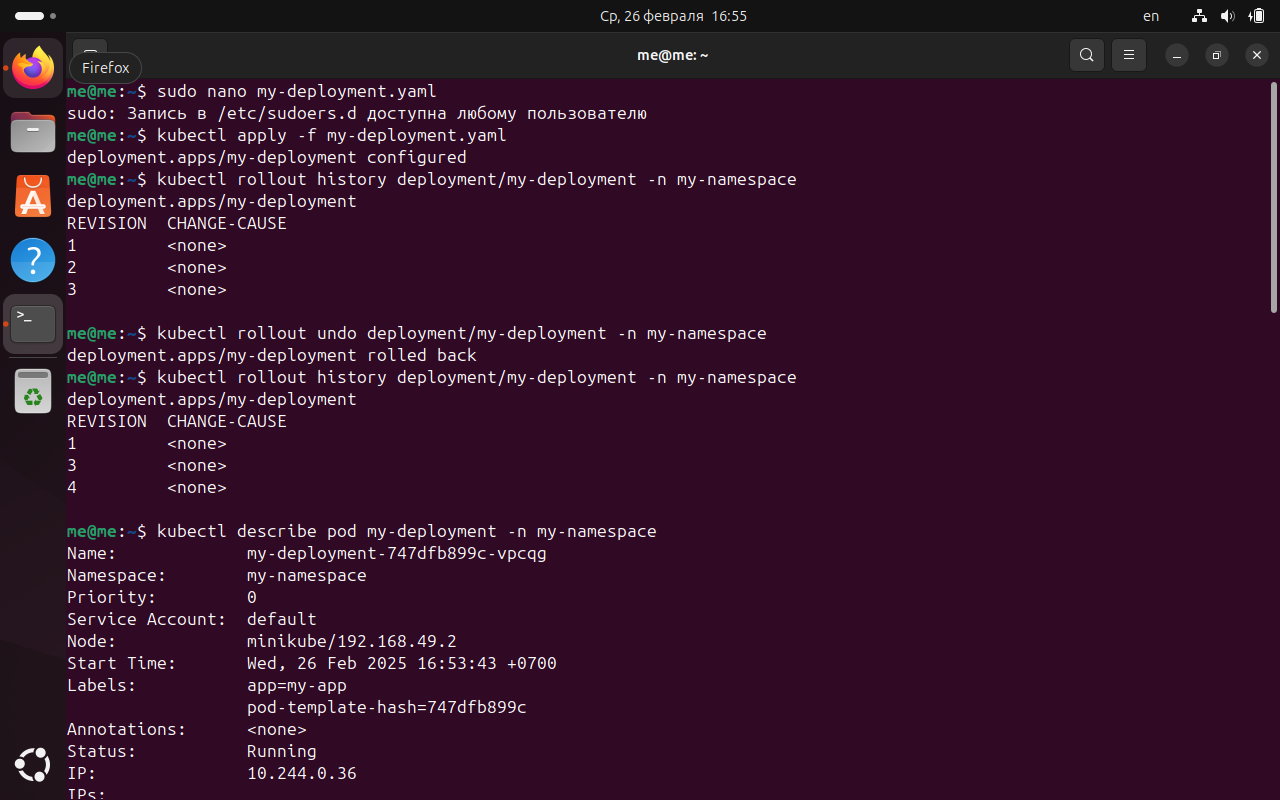 Ср, 26 февраля 16:55
en
me@me: ~
Firefox
me@me:~$ sudo nano my-deployment.yaml
sudo: Запись в /etc/sudoers.d доступна любому пользователю
me@me:~$ kubectl apply -f my-deployment.yaml
deployment.apps/my-deployment configured
me@me:~$ kubectl rollout history deployment/my-deployment -n my-namespace
deployment.apps/my-deployment
REVISION  CHANGE-CAUSE
1         <none>
2         <none>
3         <none>
me@me:~$ kubectl rollout undo deployment/my-deployment -n my-namespace
deployment.apps/my-deployment rolled back
me@me:~$ kubectl rollout history deployment/my-deployment -n my-namespace
deployment.apps/my-deployment
REVISION  CHANGE-CAUSE
1         <none>
3         <none>
4         <none>
me@me:~$ kubectl describe pod my-deployment -n my-namespace
Name:             my-deployment-747dfb899c-vpcqg
Namespace:        my-namespace
Priority:         0
Service Account:  default
Node:             minikube/192.168.49.2
Start Time:       Wed, 26 Feb 2025 16:53:43 +0700
Labels:           app=my-app
                  pod-template-hash=747dfb899c
Annotations:      <none>
Status:           Running
IP:               10.244.0.36
IPs: